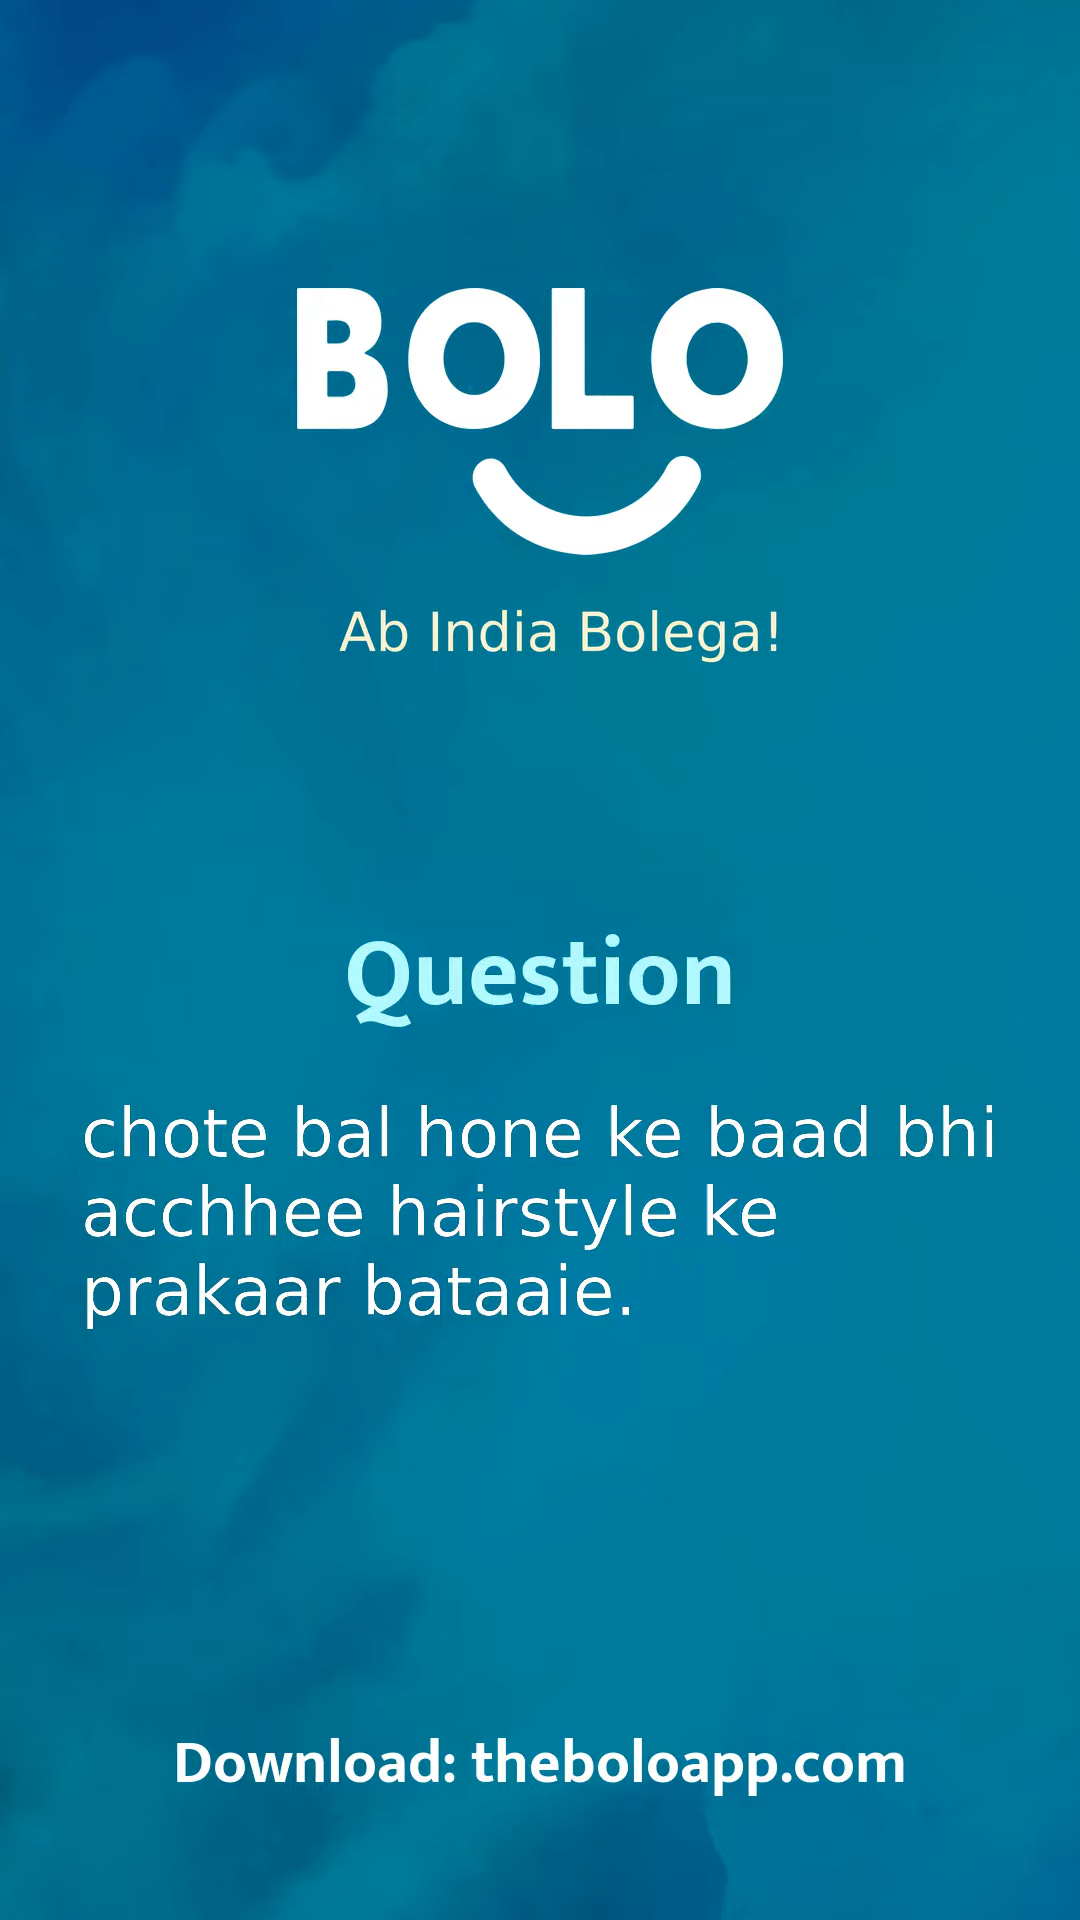 BOLO
Ab India Bolega!
Question
chote bal hone ke baad bhi
acchhee hairstyle ke
prakaar bataaie.
Download: theboloapp.com